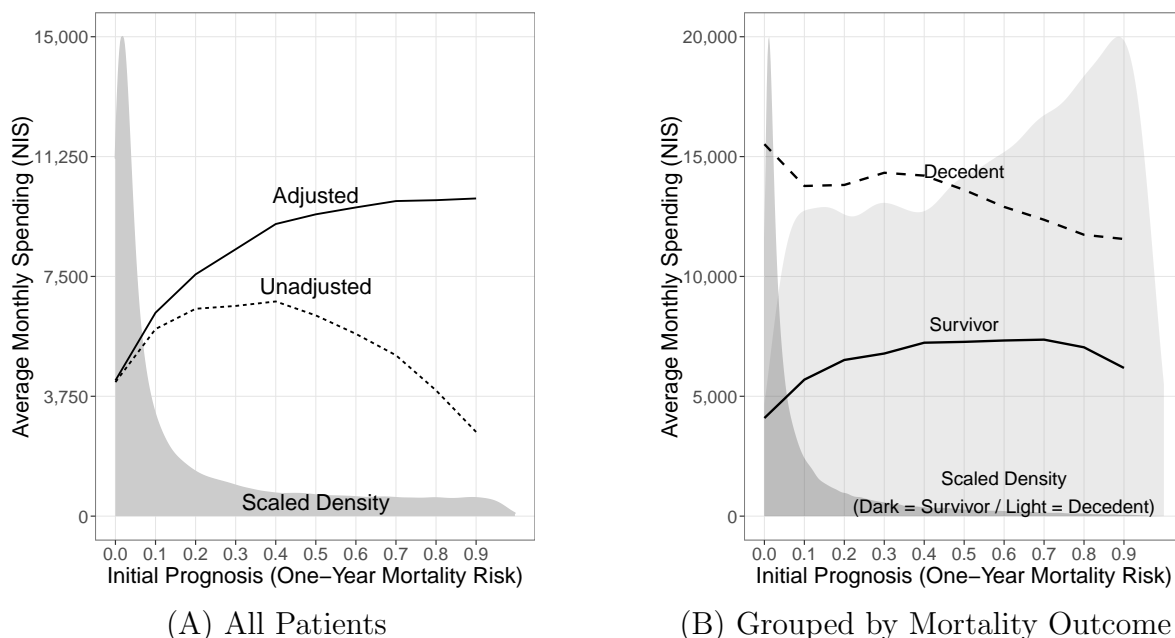 Average Monthly Spending (NIS)
15,000
11,250
7,500
3,750
0
Adjusted
Unadjusted
Scaled Density
0.0 0.1 0.2 0.3 0.4 0.5 0.6 0.7 0.8 0.9
Initial Prognosis (One−Year Mortality Risk)
(A) All Patients
Average Monthly Spending (NIS)
20,000
15,000
10,000
5,000
0
Decedent
Survivor
Scaled Density
(Dark = Survivor / Light = Decedent)
0.0 0.1 0.2 0.3 0.4 0.5 0.6 0.7 0.8 0.9
Initial Prognosis (One−Year Mortality Risk)
(B) Grouped by Mortality Outcome